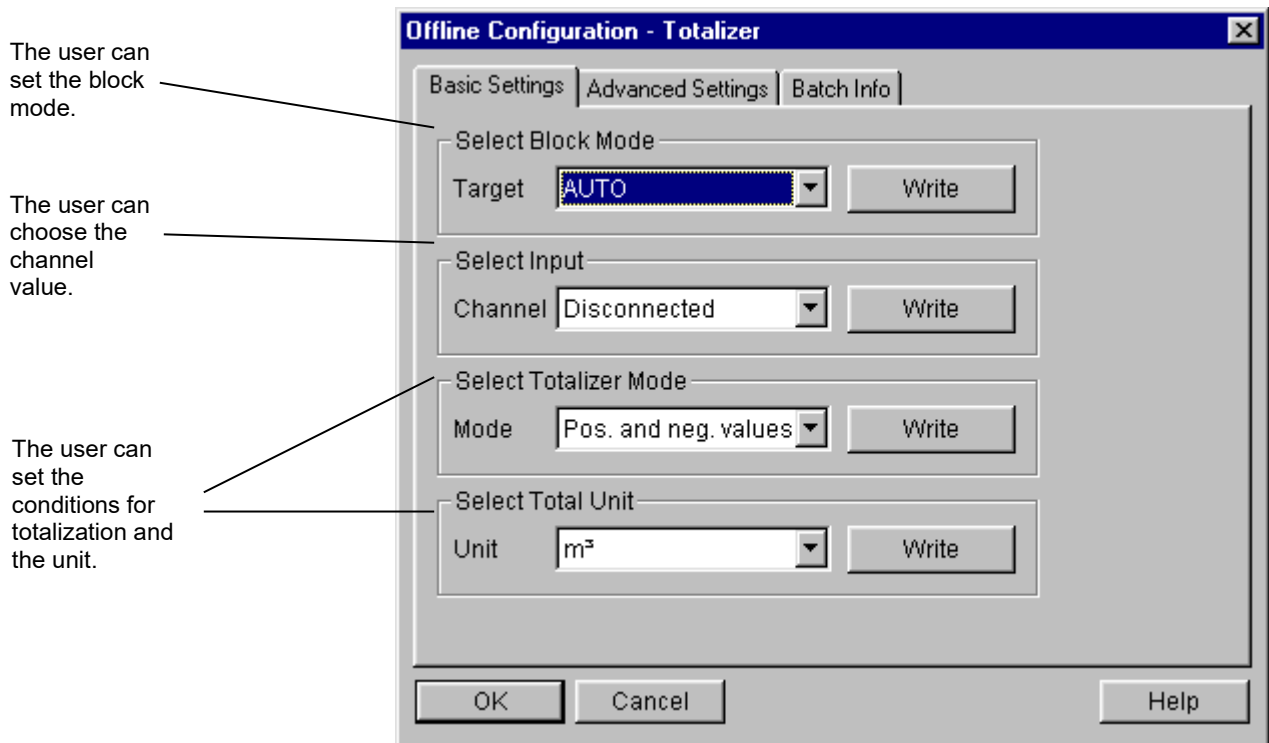 The user can
set the block
mode.
The user can
choose the
channel
value.
The user can
set the
conditions for
totalization and
the unit.
Offline Configuration - Totalizer
Basic Settings Advanced Settings Batch Info
Select Block Mode
Target AUTO Write
Select Input
Channel Disconnected Write
Select Totalizer Mode
Mode Pos. and neg. values Write
Select Total Unit
Unit m³ Write
OK Cancel Help